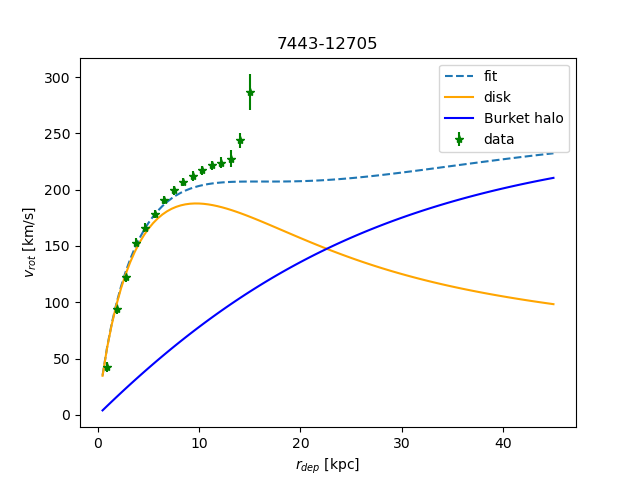 7443-12705
fit
disk
Burket halo
data
300
250
200
150
100
50
0
v_rot [km/s]
0 10 20 30 40
r_dep [kpc]